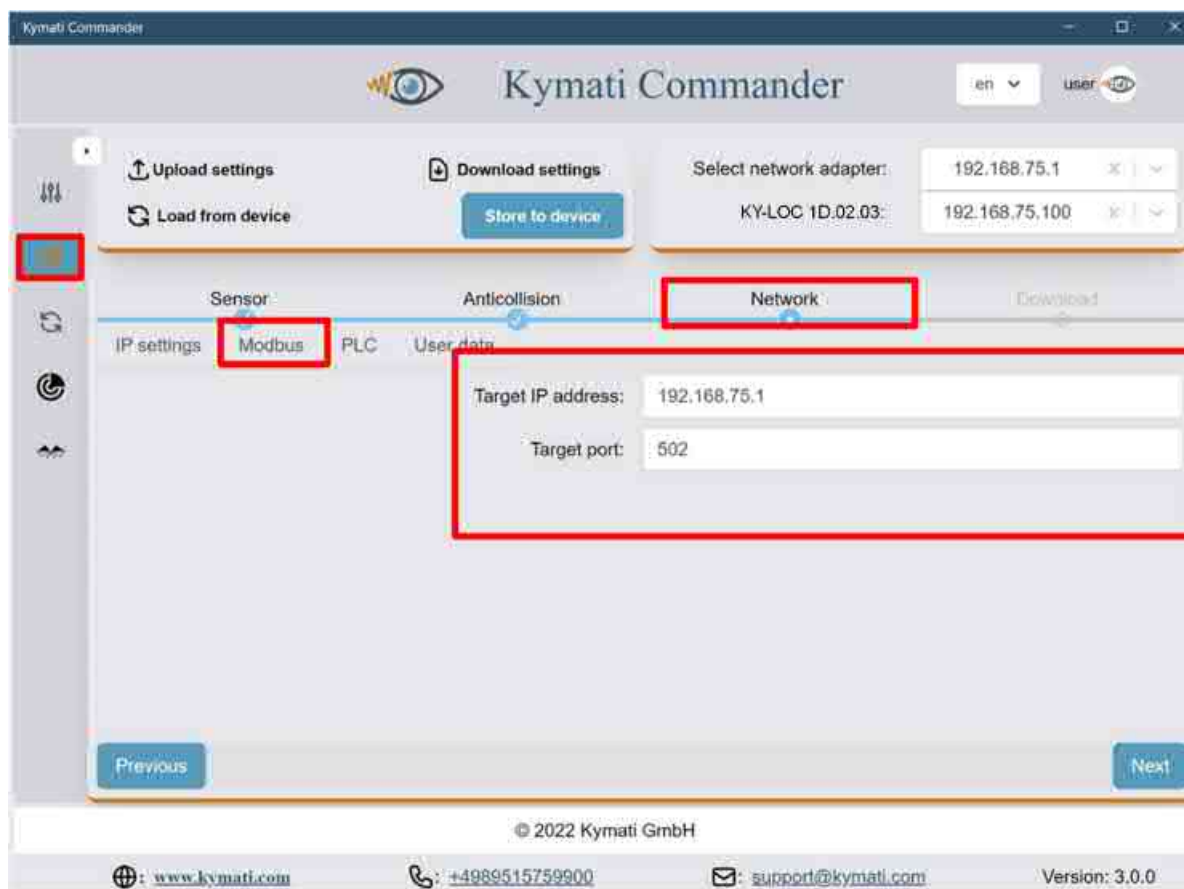 Kymati Commander
Kymati Commander
en
user
Upload settings
Download settings
Select network adapter:
192.168.75.1
Load from device
Store to device
KY-LOC 1D.02.03:
192.168.75.100
Sensor
Anticollision
Network
Download
IP settings
Modbus
PLC
User data
Target IP address:
192.168.75.1
Target port:
502
Previous
Next
© 2022 Kymati GmbH
: www.kymati.com
: +4989515759900
: support@kymati.com
Version: 3.0.0